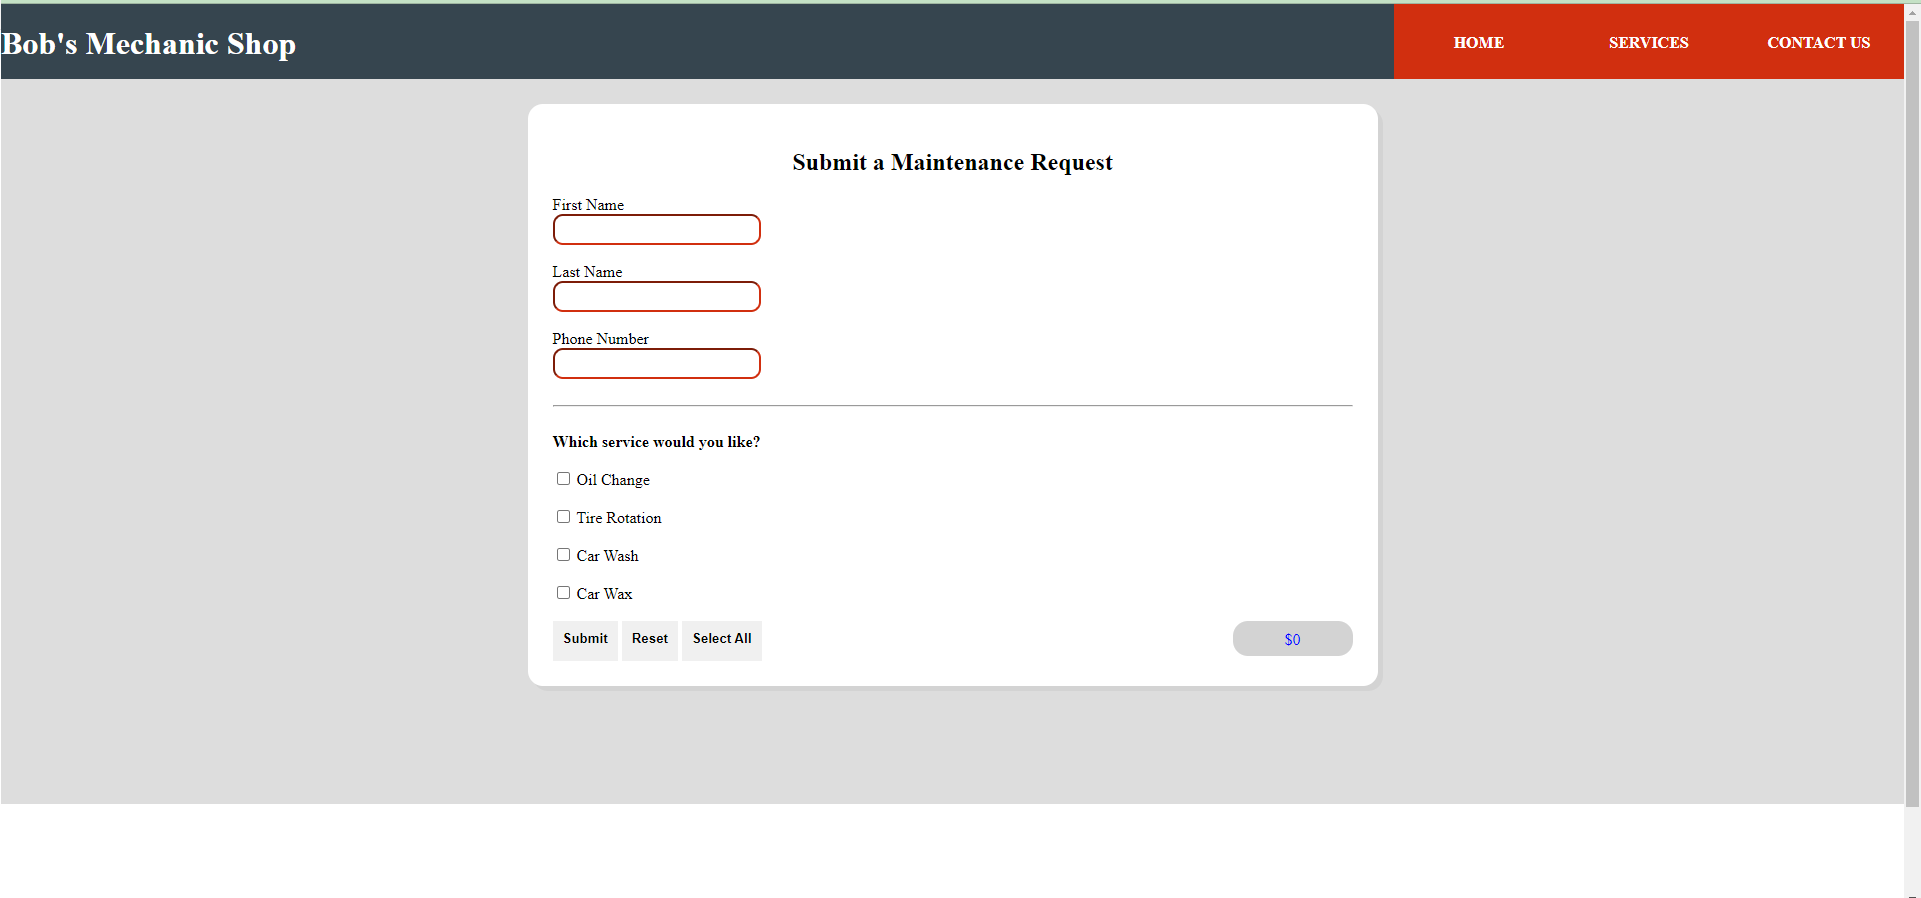 Bob's Mechanic Shop
HOME SERVICES CONTACT US
Submit a Maintenance Request
First Name
Last Name
Phone Number
Which service would you like?
Oil Change
Tire Rotation
Car Wash
Car Wax
Submit Reset Select All $0